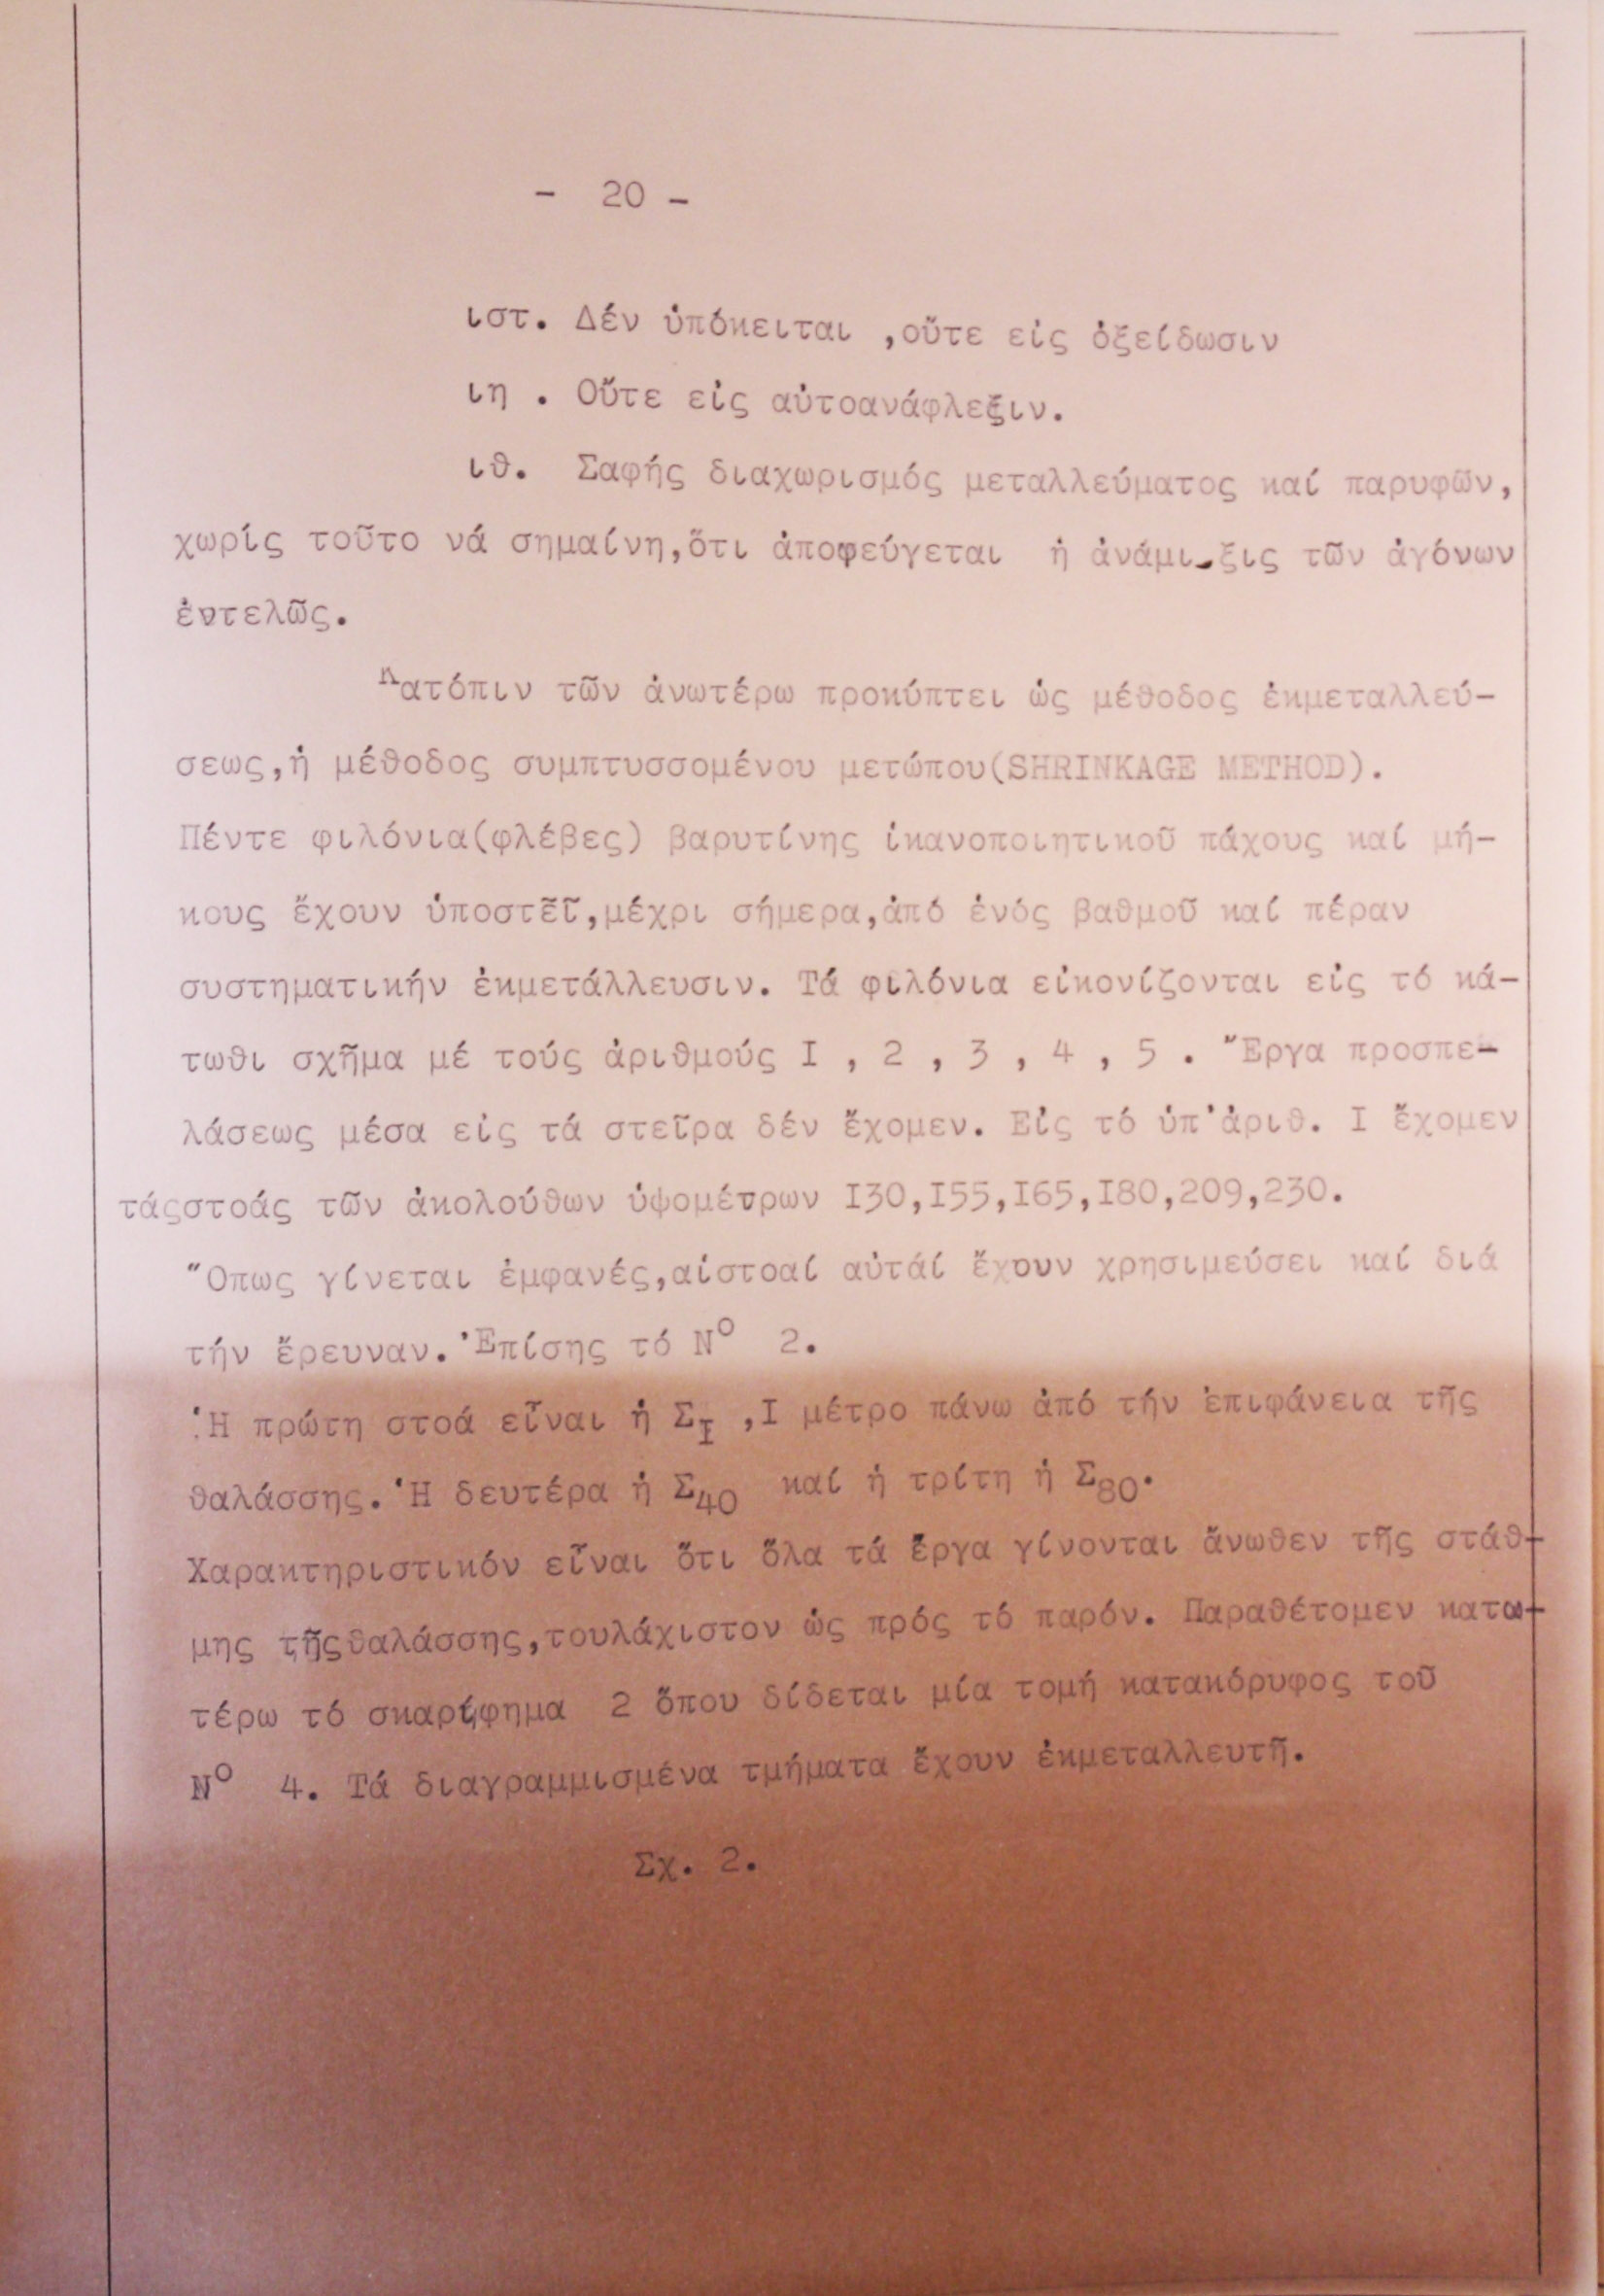 - 20 -
ιστ. Δέν ὑπόκειται ,οὔτε εἰς ὀξείδωσιν
ιη . Οὔτε εἰς αὐτοανάφλεξιν.
ιθ. Σαφής διαχωρισμός μεταλλεύματος καί παρυφῶν,
χωρίς τοῦτο νά σημαίνη,ὅτι ἀποφεύγεται ἡ ἀνάμι-ξις τῶν ἀγόνων
ἐντελῶς.
Κατόπιν τῶν ἀνωτέρω προκύπτει ὡς μέθοδος ἐκμεταλλεύ-
σεως,ἡ μέθοδος συμπτυσσομένου μετώπου(SHRINKAGE METHOD).
Πέντε φιλόνια(φλέβες) βαρυτίνης ἱκανοποιητικοῦ πάχους καί μή-
κους ἔχουν ὑποστεῖ,μέχρι σήμερα,ἀπό ἑνός βαθμοῦ καί πέραν
συστηματικήν ἐκμετάλλευσιν. Τά φιλόνια εἰκονίζονται εἰς τό κά-
τωθι σχῆμα μέ τούς ἀριθμούς I , 2 , 3 , 4 , 5 . Ἔργα προσπε-
λάσεως μέσα εἰς τά στεῖρα δέν ἔχομεν. Εἰς τό ὑπ'ἀριθ. I ἔχομεν
τάςστοάς τῶν ἀκολούθων ὑψομέτρων I30,I55,I65,I80,209,230.
Ὅπως γίνεται ἐμφανές,αἱστοαί αὐτάί ἔχουν χρησιμεύσει καί διά
τήν ἔρευναν.Ἐπίσης τό Nº 2.
Ἡ πρώτη στοά εἶναι ἡ Σ_I ,I μέτρο πάνω ἀπό τήν ἐπιφάνεια τῆς
θαλάσσης.Ἡ δευτέρα ἡ Σ₄₀ καί ἡ τρίτη ἡ Σ₈₀.
Χαρακτηριστικόν εἶναι ὅτι ὅλα τά ἔργα γίνονται ἄνωθεν τῆς στάθ-
μης τῆςθαλάσσης,τουλάχιστον ὡς πρός τό παρόν. Παραθέτομεν κατω-
τέρω τό σκαρίφημα 2 ὅπου δίδεται μία τομή κατακόρυφος τοῦ
Nº 4. Τά διαγραμμισμένα τμήματα ἔχουν ἐκμεταλλευτῆ.
Σχ. 2.